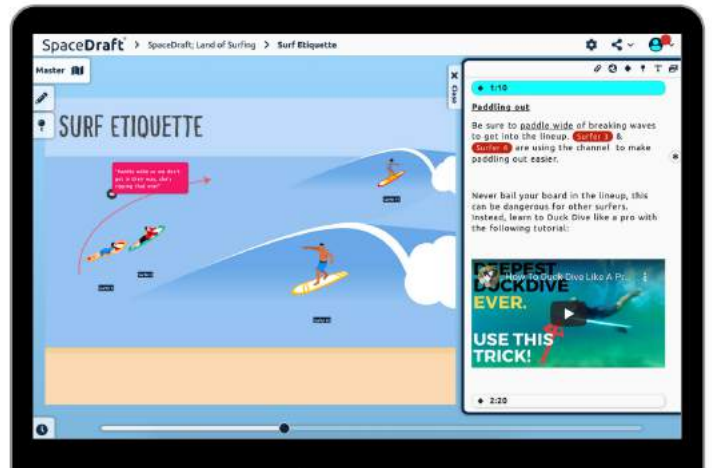 SpaceDraft > SpaceDraft; Land of Surfing > Surf Etiquette
Master
SURF ETIQUETTE
X
Close
1:10
Paddling out
Be sure to paddle wide of breaking waves
to get into the lineup. Surfer 3 &
Surfer 4 are using the channel to make
paddling out easier.
Never bail your board in the lineup, this
can be dangerous for other surfers.
Instead, learn to Duck Dive like a pro with
the following tutorial:
DEEPEST
DUCKDIVE
How To Duck Dive Like A Pr...
EVER.
USE THIS
TRICK!
2:20